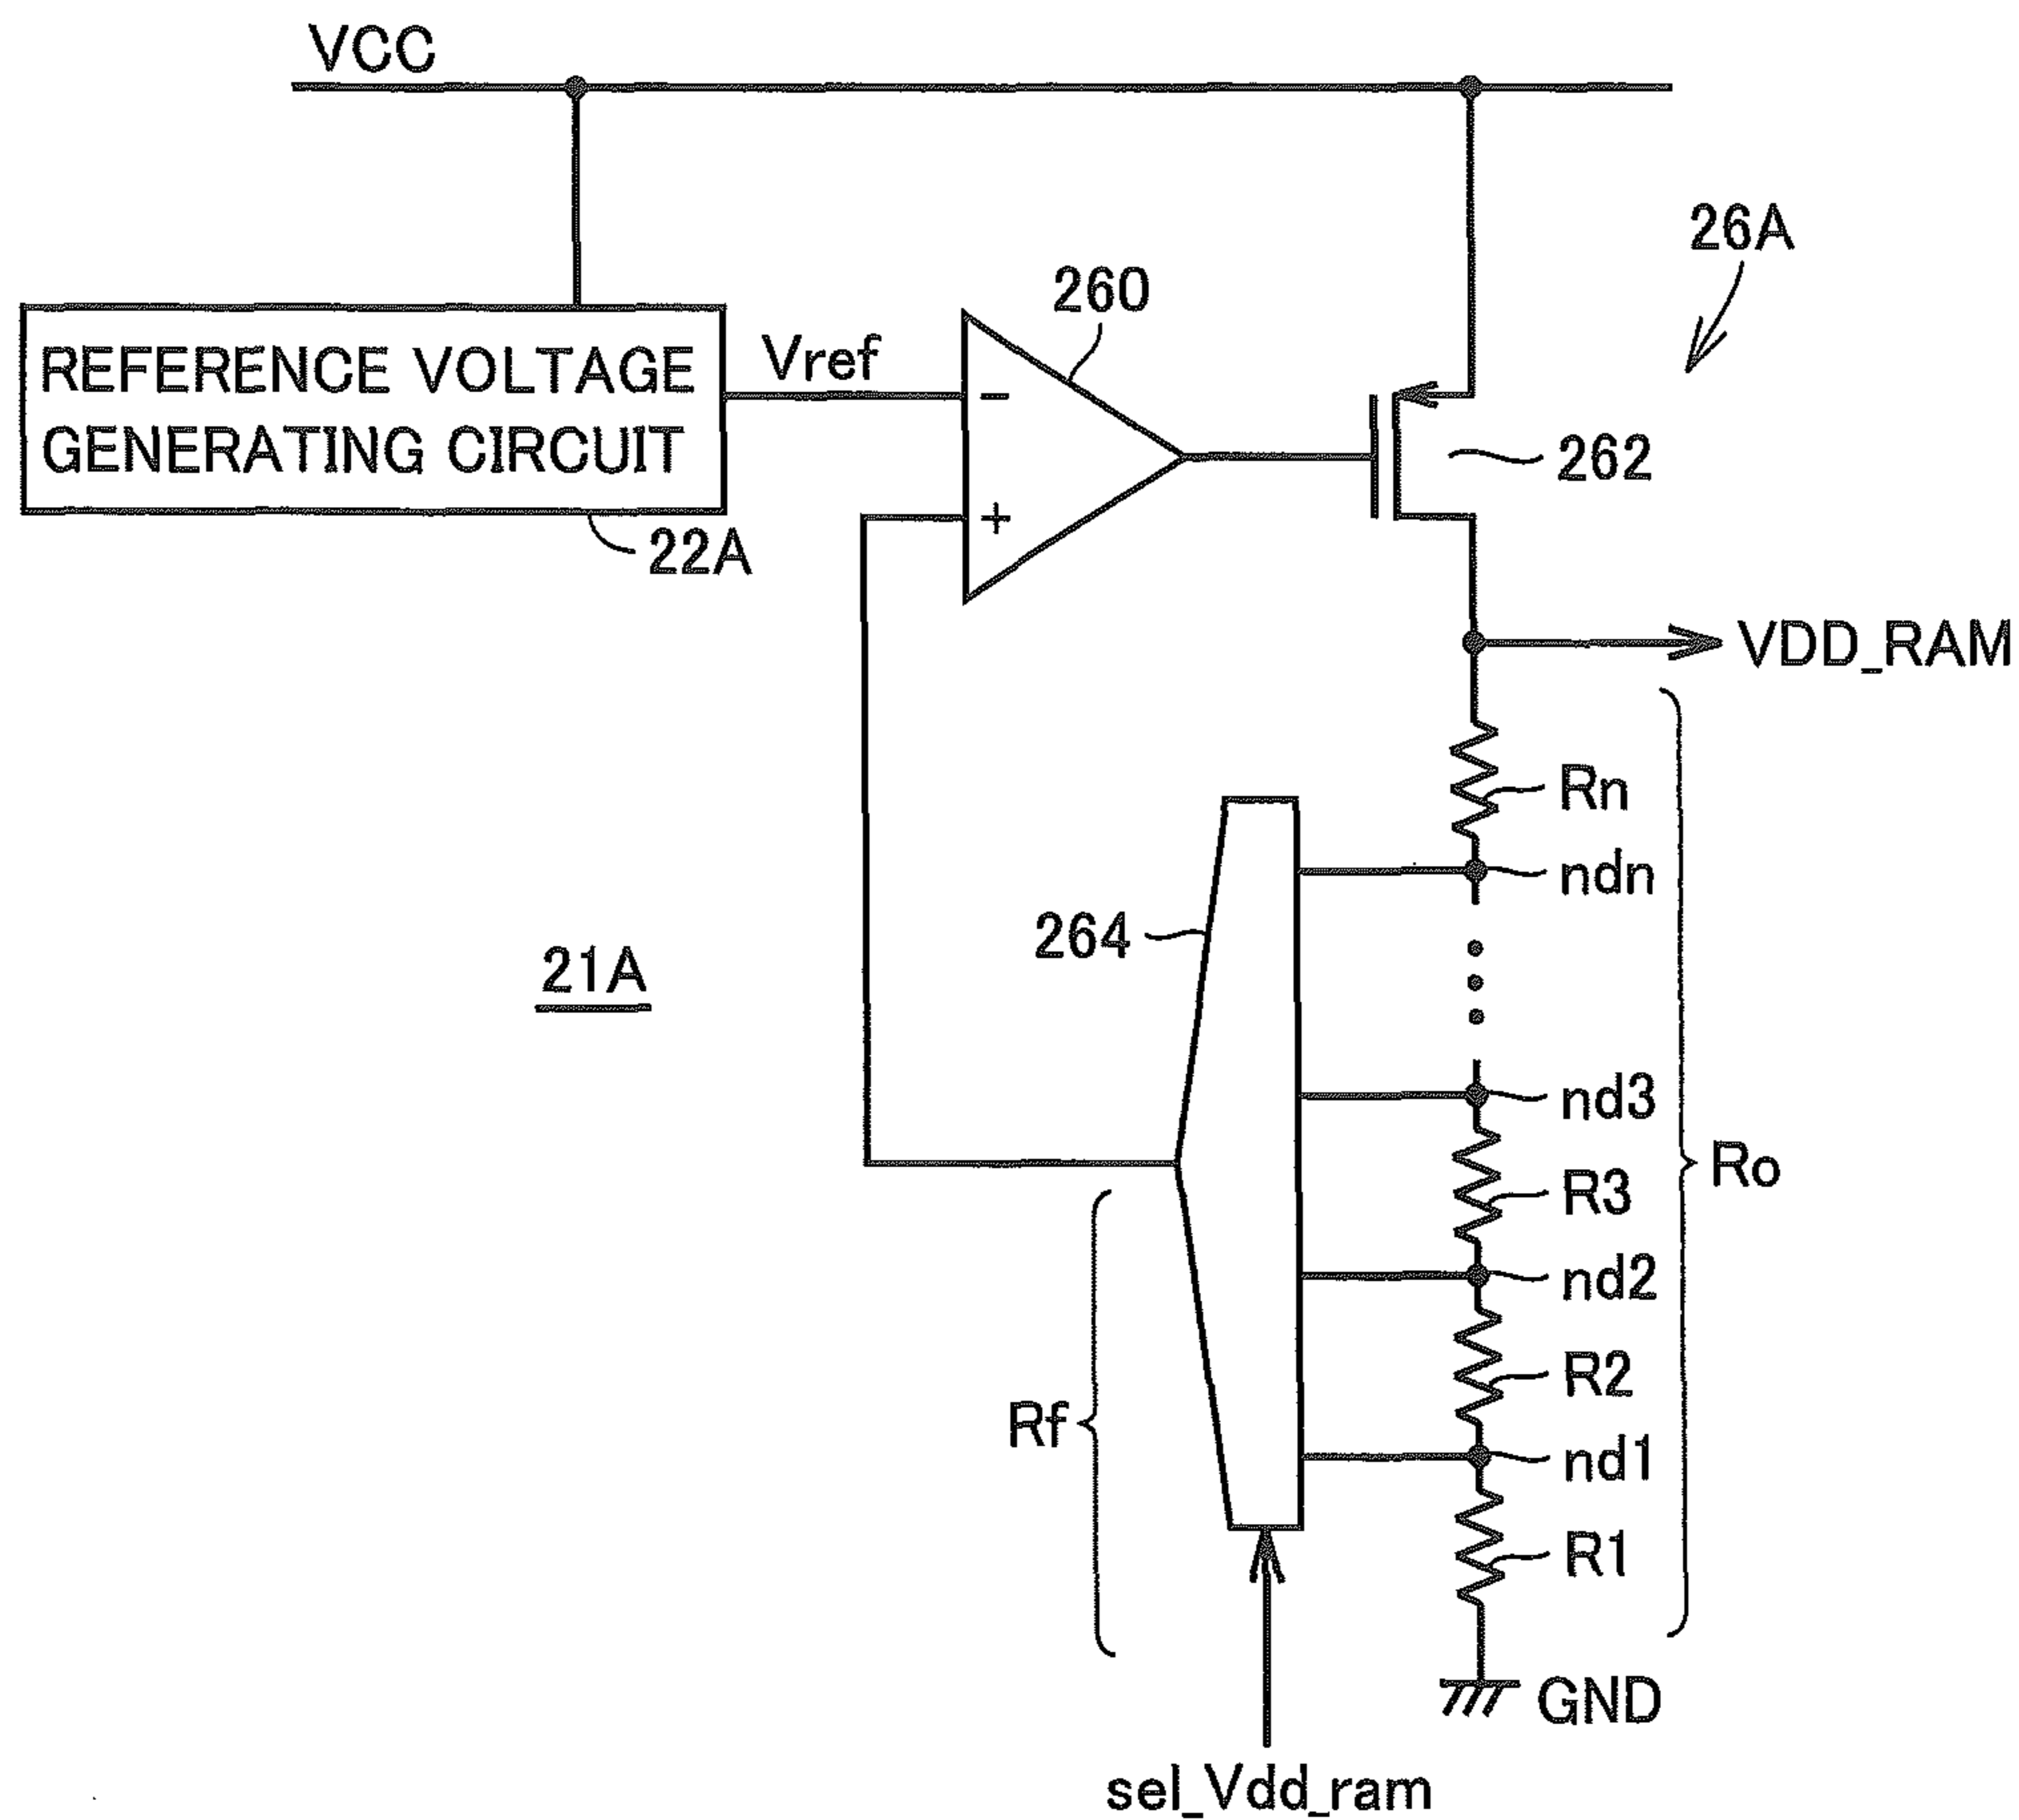 VCC
26A
260
REFERENCE VOLTAGE
GENERATING CIRCUIT
Vref
-
+
262
22A
VDD_RAM
Rn
ndn
264
21A
nd3
Ro
R3
nd2
R2
Rf
nd1
R1
GND
sel_Vdd_ram